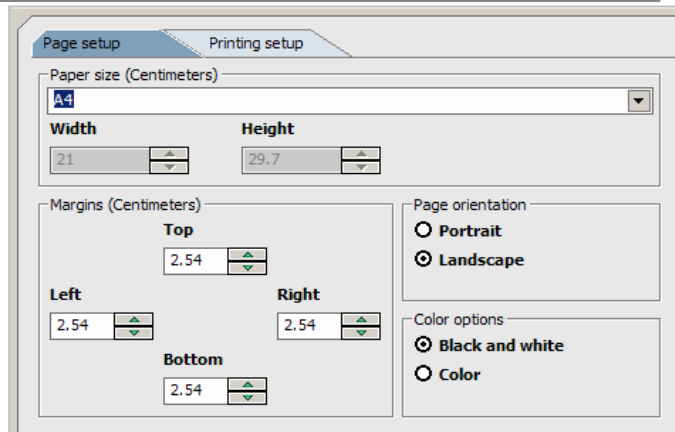 Page setup Printing setup
Paper size (Centimeters)
A4
Width Height
21 29.7
Margins (Centimeters)
Top
2.54
Left Right
2.54 2.54
Bottom
2.54
Page orientation
Portrait
Landscape
Color options
Black and white
Color